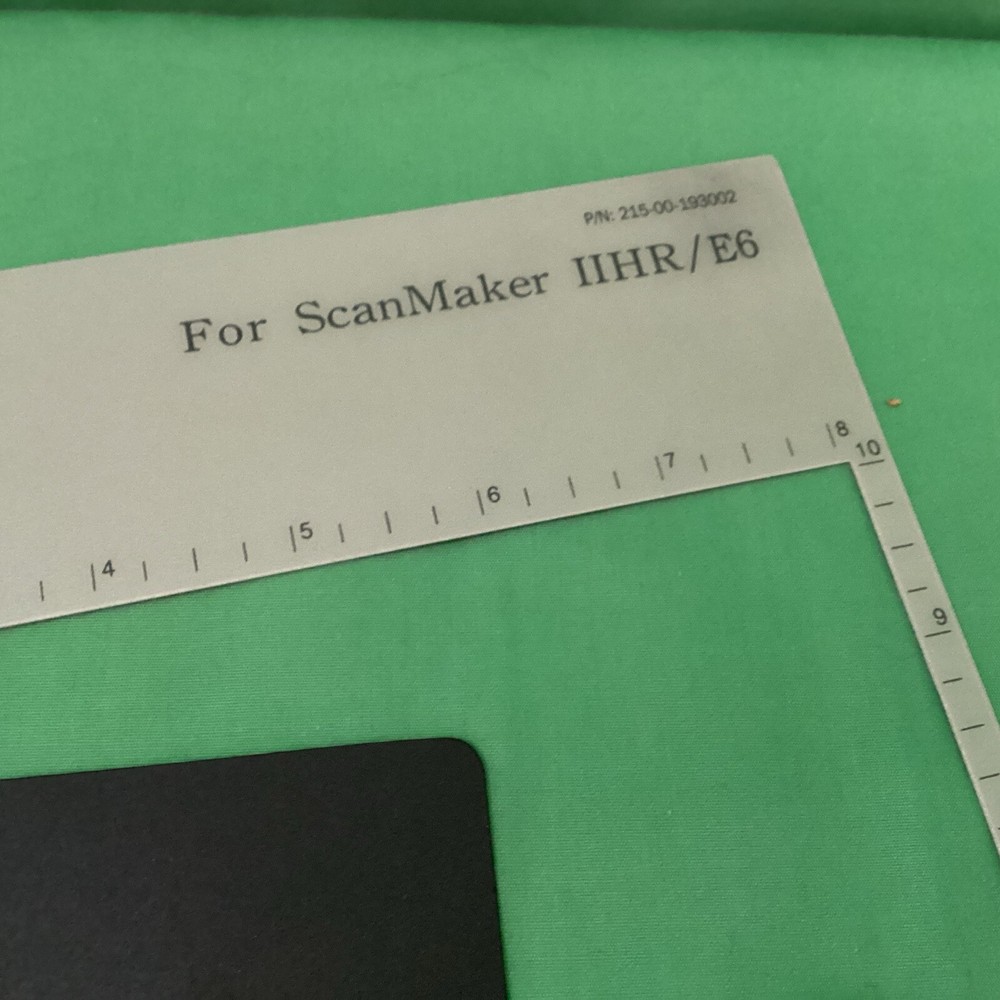 P/N: 215-00-193002
For ScanMaker IIHR/E6
4 5 6 7 8
10
9